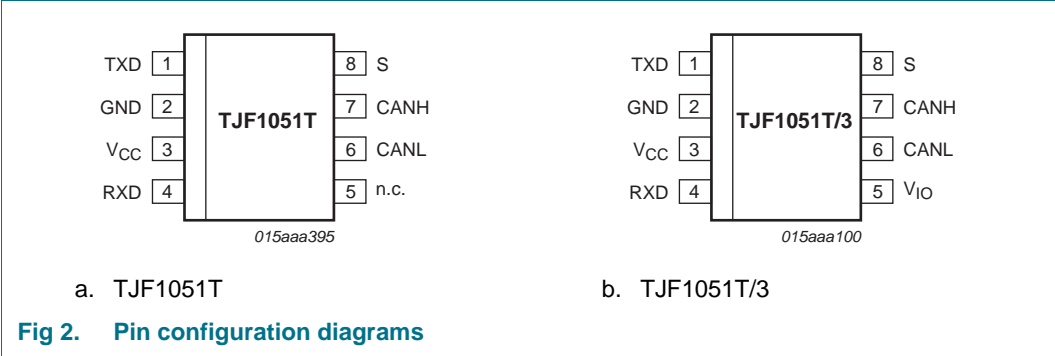 TXD 1 8 S
GND 2 7 CANH
TJF1051T
VCC 3 6 CANL
RXD 4 5 n.c.
015aaa395
a. TJF1051T
TXD 1 8 S
GND 2 7 CANH
TJF1051T/3
VCC 3 6 CANL
RXD 4 5 VIO
015aaa100
b. TJF1051T/3
Fig 2. Pin configuration diagrams